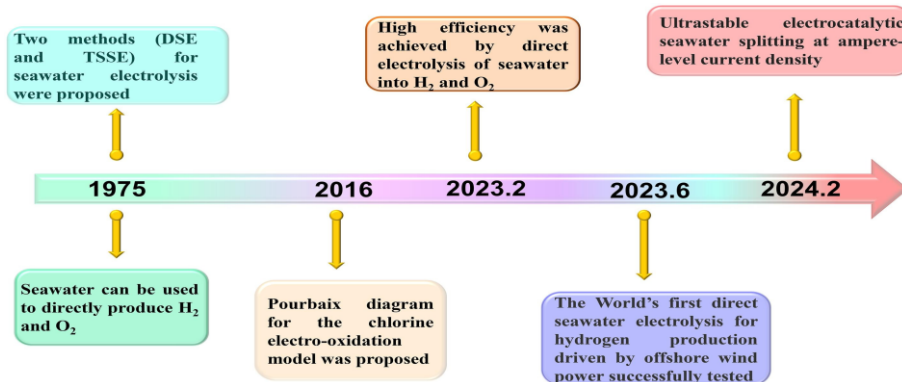 Two methods (DSE
and TSSE) for
seawater electrolysis
were proposed
High efficiency was
achieved by direct
electrolysis of seawater
into H₂ and O₂
Ultrastable electrocatalytic
seawater splitting at ampere-
level current density
1975 2016 2023.2 2023.6 2024.2
Seawater can be used
to directly produce H₂
and O₂
Pourbaix diagram
for the chlorine
electro-oxidation
model was proposed
The World's first direct
seawater electrolysis for
hydrogen production
driven by offshore wind
power successfully tested